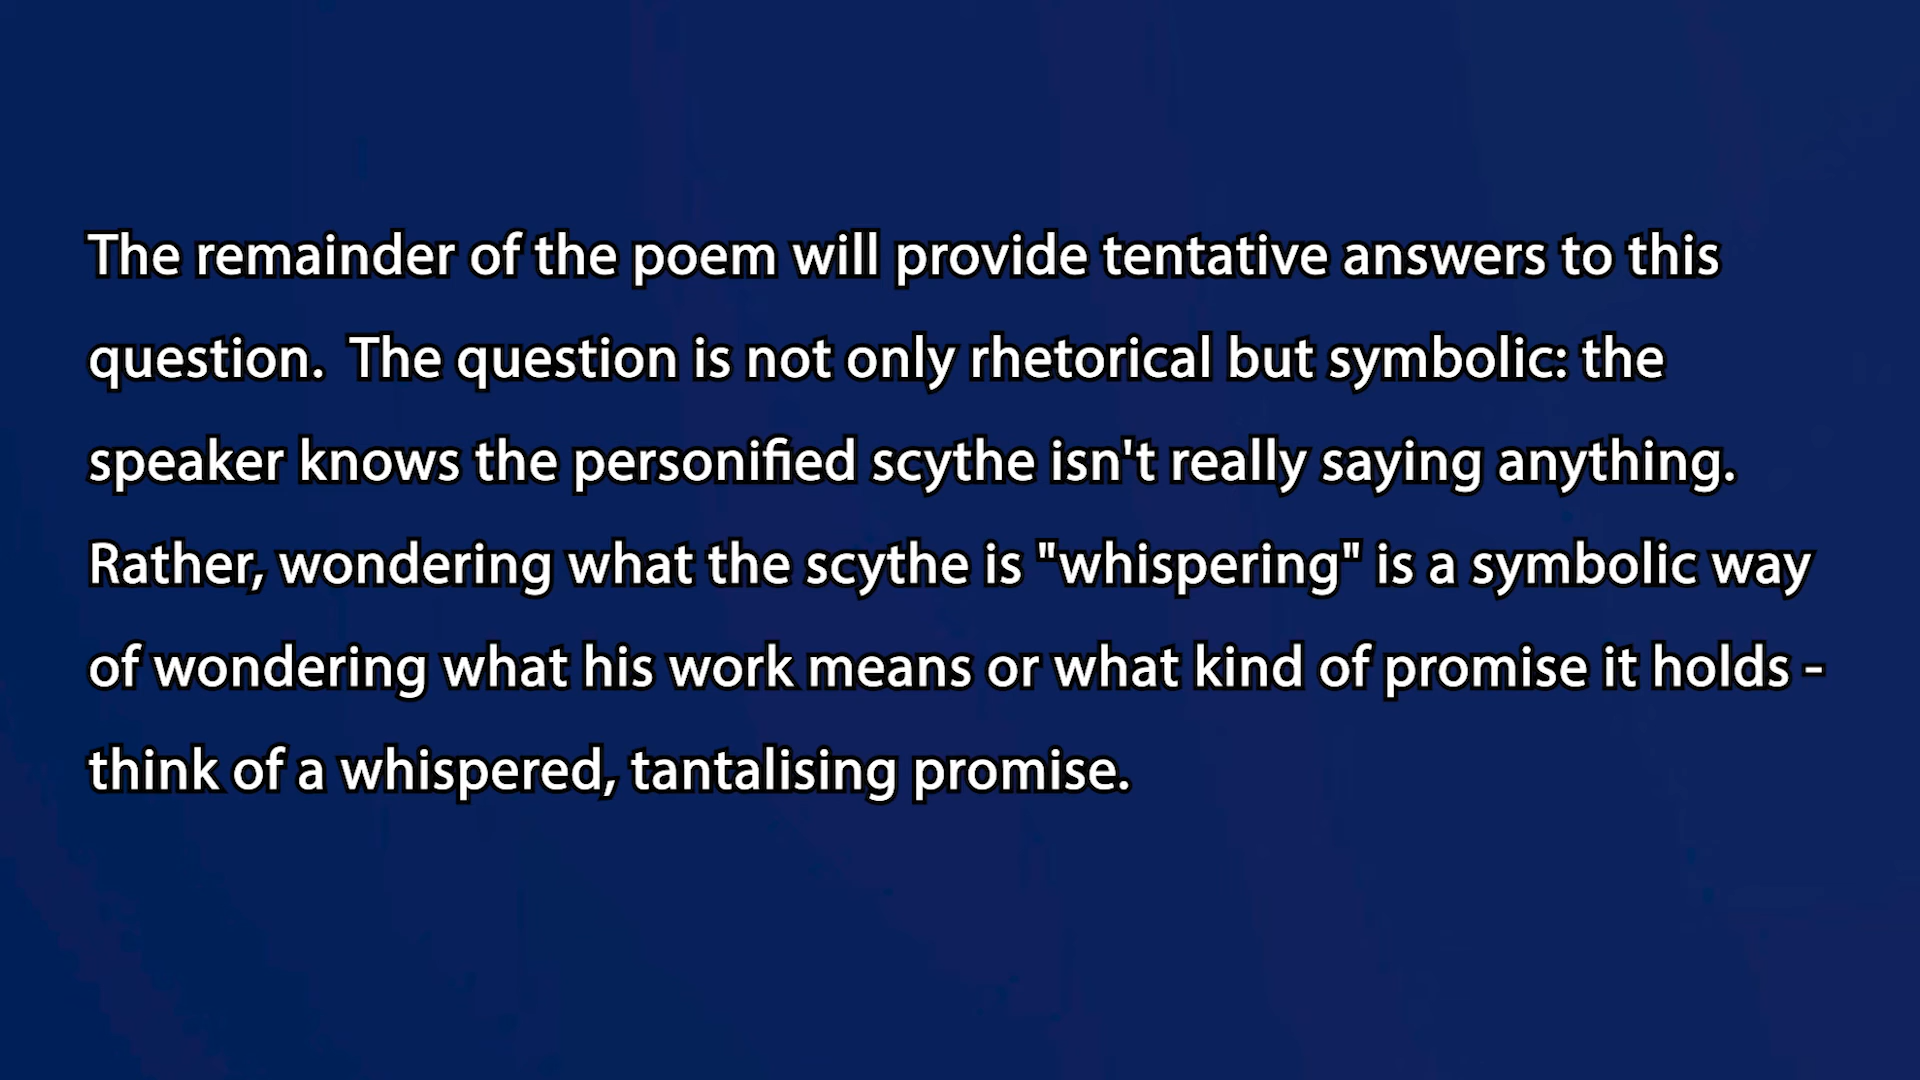 The remainder of the poem will provide tentative answers to this
question.  The question is not only rhetorical but symbolic: the
speaker knows the personified scythe isn't really saying anything.
Rather, wondering what the scythe is "whispering" is a symbolic way
of wondering what his work means or what kind of promise it holds -
think of a whispered, tantalising promise.